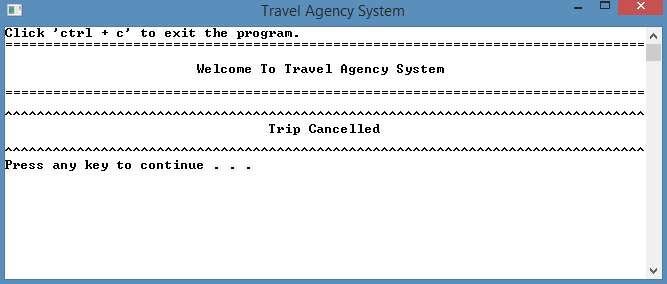 Travel Agency System
Click 'ctrl + c' to exit the program.
================================================================================
Welcome To Travel Agency System
================================================================================
^^^^^^^^^^^^^^^^^^^^^^^^^^^^^^^^^^^^^^^^^^^^^^^^^^^^^^^^^^^^^^^^^^^^^^^^^^^^^^^^
Trip Cancelled
^^^^^^^^^^^^^^^^^^^^^^^^^^^^^^^^^^^^^^^^^^^^^^^^^^^^^^^^^^^^^^^^^^^^^^^^^^^^^^^^
Press any key to continue . . .